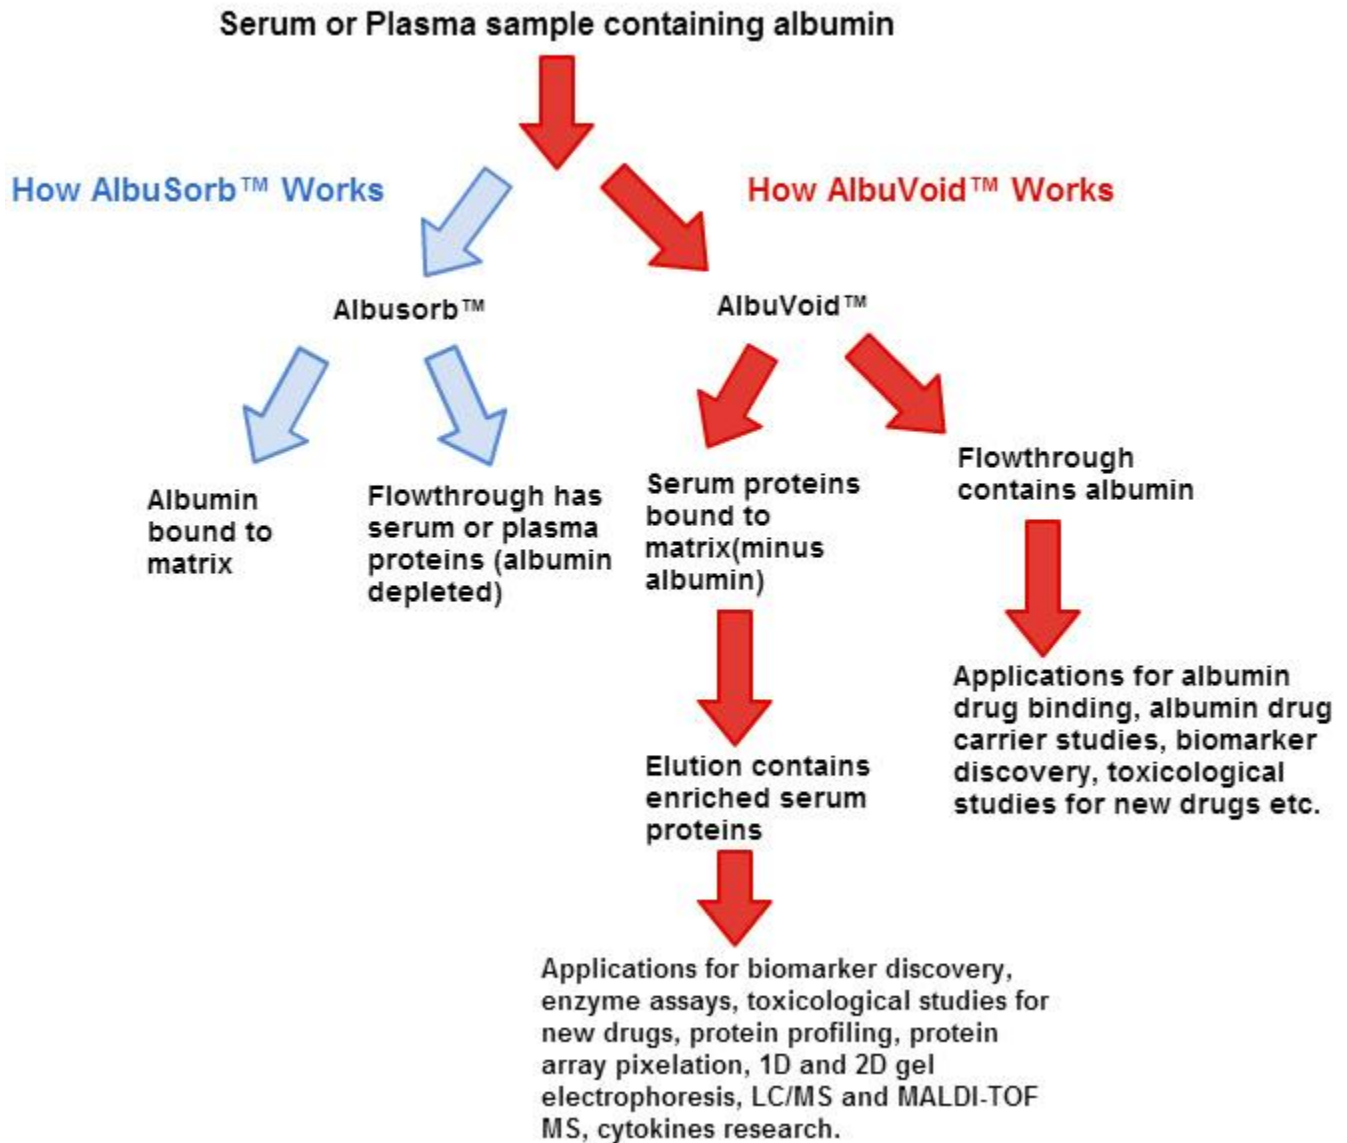 Serum or Plasma sample containing albumin
How AlbuSorb™ Works
How AlbuVoid™ Works
Albusorb™
AlbuVoid™
Albumin
bound to
matrix
Flowthrough has
serum or plasma
proteins (albumin
depleted)
Serum proteins
bound to
matrix(minus
albumin)
Flowthrough
contains albumin
Elution contains
enriched serum
proteins
Applications for albumin
drug binding, albumin drug
carrier studies, biomarker
discovery, toxicological
studies for new drugs etc.
Applications for biomarker discovery,
enzyme assays, toxicological studies for
new drugs, protein profiling, protein
array pixelation, 1D and 2D gel
electrophoresis, LC/MS and MALDI-TOF
MS, cytokines research.